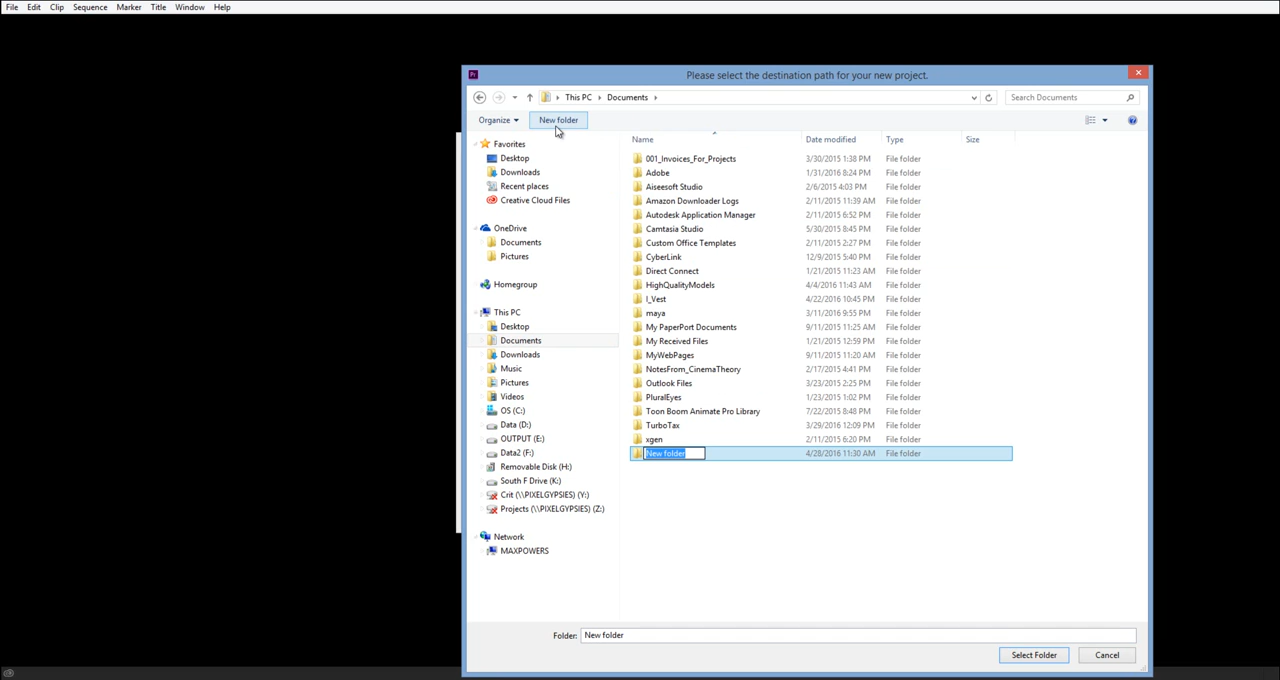 File Edit Clip Sequence Marker Title Window Help
Pr Please select the destination path for your new project.
This PC Documents Search Documents
Organize New folder
Name Date modified Type Size
Favorites
Desktop
Downloads
Recent places
Creative Cloud Files
OneDrive
Documents
Pictures
Homegroup
This PC
Desktop
Documents
Downloads
Music
Pictures
Videos
OS (C:)
Data (D:)
OUTPUT (E:)
Data2 (F:)
Removable Disk (H:)
South F Drive (K:)
Crit (\\PIXELGYPSIES) (Y:)
Projects (\\PIXELGYPSIES) (Z:)
Network
MAXPOWERS
001_Invoices_For_Projects 3/30/2015 1:38 PM File folder
Adobe 1/31/2016 8:24 PM File folder
Aiseesoft Studio 2/6/2015 4:03 PM File folder
Amazon Downloader Logs 2/11/2015 11:39 AM File folder
Autodesk Application Manager 2/11/2015 6:52 PM File folder
Camtasia Studio 5/30/2015 8:45 PM File folder
Custom Office Templates 2/11/2015 2:27 PM File folder
CyberLink 12/9/2015 5:40 PM File folder
Direct Connect 1/21/2015 11:23 AM File folder
HighQualityModels 4/4/2016 11:43 AM File folder
I_Vest 4/22/2016 10:45 PM File folder
maya 3/11/2016 9:55 PM File folder
My PaperPort Documents 9/11/2015 11:25 AM File folder
My Received Files 1/21/2015 12:59 PM File folder
MyWebPages 9/11/2015 11:20 AM File folder
NotesFrom_CinemaTheory 2/17/2015 4:41 PM File folder
Outlook Files 3/23/2015 2:25 PM File folder
PluralEyes 1/23/2015 1:02 PM File folder
Toon Boom Animate Pro Library 7/22/2015 8:48 PM File folder
TurboTax 3/29/2016 12:09 PM File folder
xgen 2/11/2015 6:20 PM File folder
New folder 4/28/2016 11:30 AM File folder
Folder: New folder
Select Folder Cancel